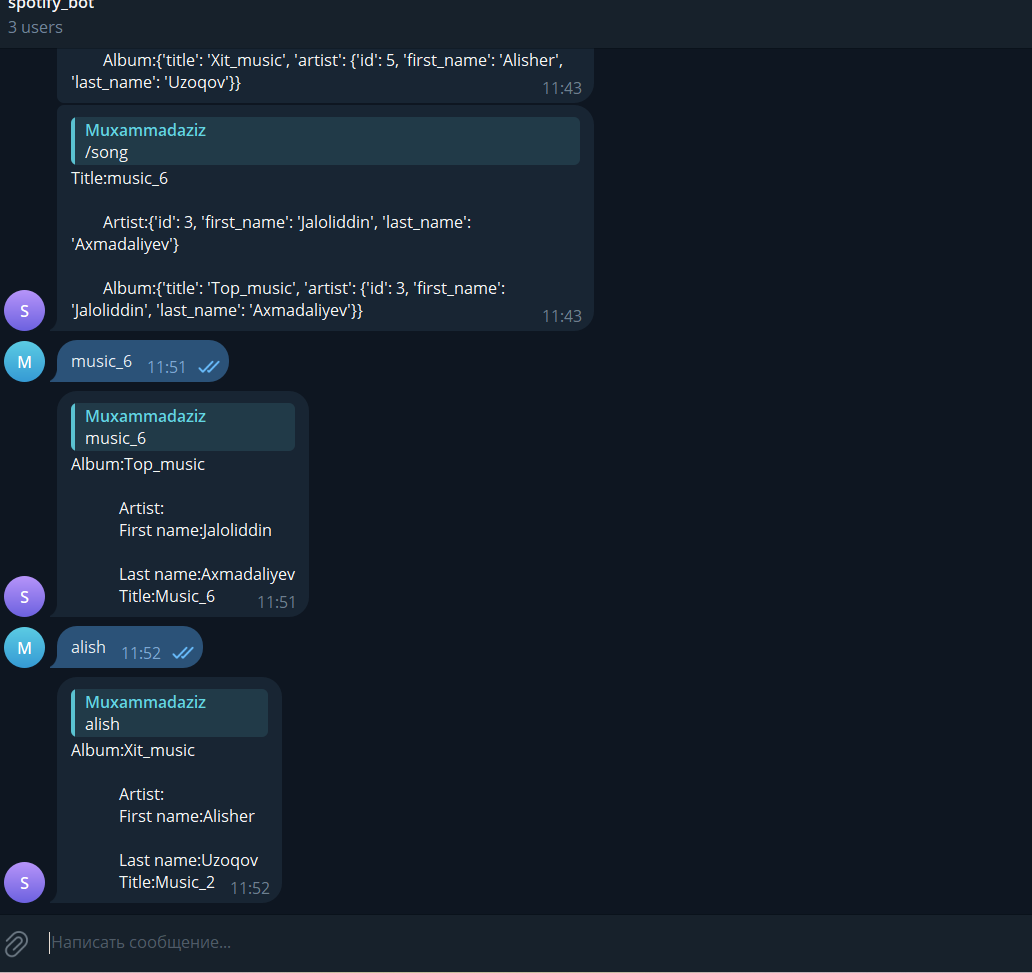 spotify_bot
3 users
Album:{'title': 'Xit_music', 'artist': {'id': 5, 'first_name': 'Alisher',
'last_name': 'Uzoqov'}}
11:43
Muxammadaziz
/song
Title:music_6
Artist:{'id': 3, 'first_name': 'Jaloliddin', 'last_name':
'Axmadaliyev'}
Album:{'title': 'Top_music', 'artist': {'id': 3, 'first_name':
'Jaloliddin', 'last_name': 'Axmadaliyev'}}
11:43
S
M
music_6 11:51
Muxammadaziz
music_6
Album:Top_music
Artist:
First name:Jaloliddin
Last name:Axmadaliyev
Title:Music_6
11:51
S
M
alish 11:52
Muxammadaziz
alish
Album:Xit_music
Artist:
First name:Alisher
Last name:Uzoqov
Title:Music_2
11:52
S
Написать сообщение...